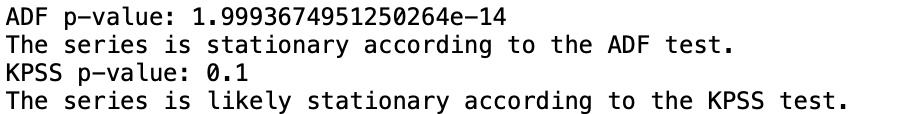 ADF p-value: 1.9993674951250264e-14
The series is stationary according to the ADF test.
KPSS p-value: 0.1
The series is likely stationary according to the KPSS test.